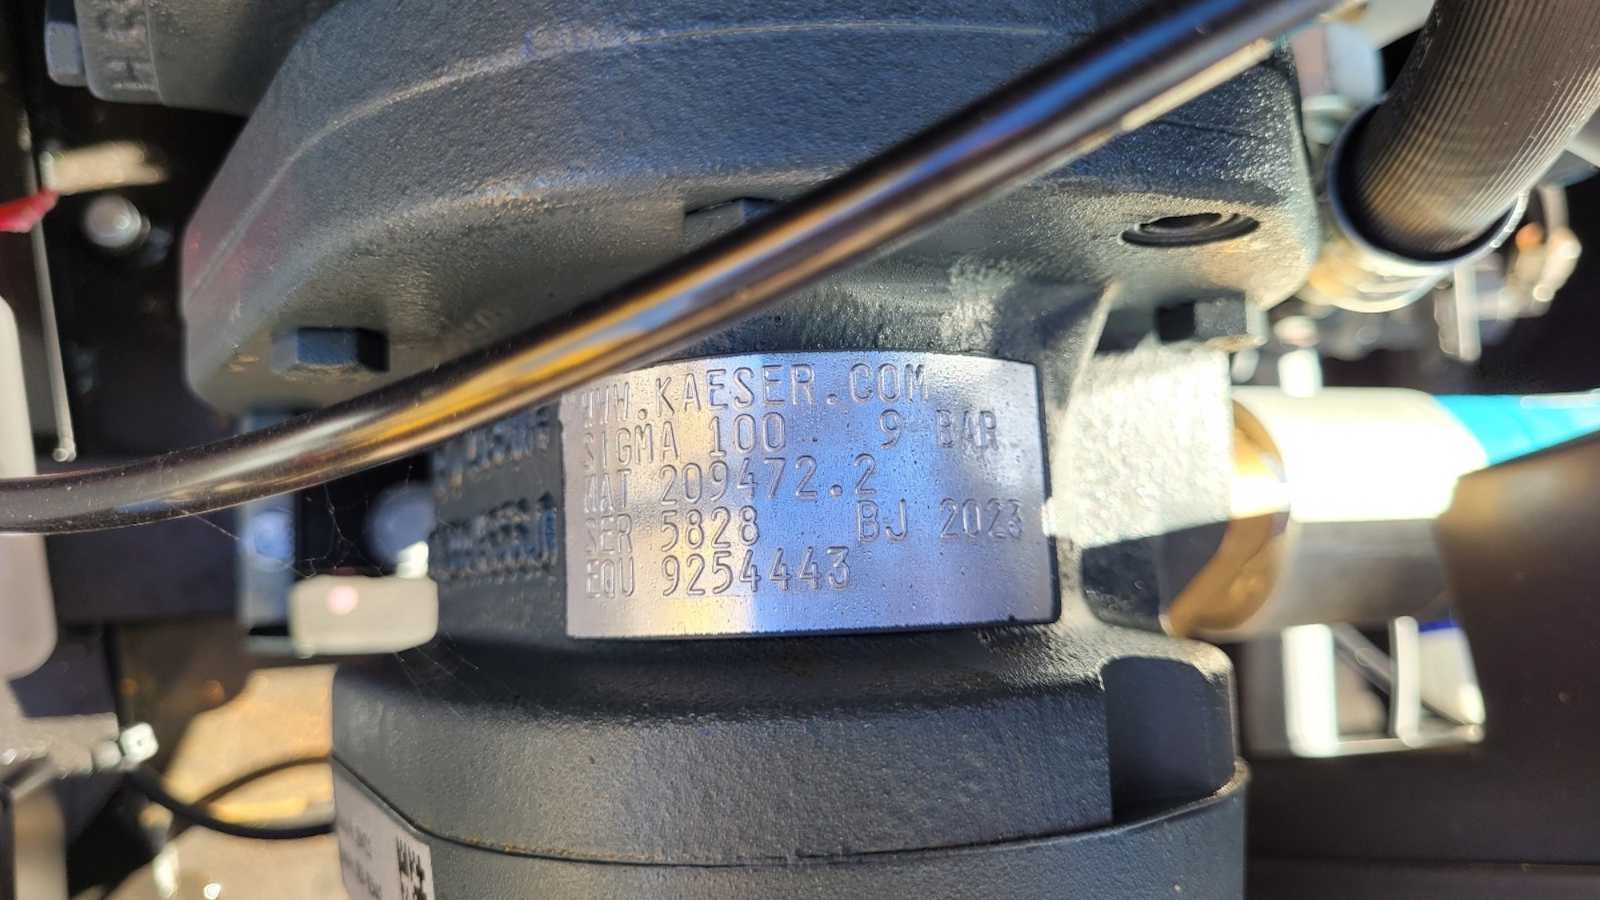 WWW.KAESER.COM
SIGMA 100 9 BAR
MAT 209472.2
SER 5828 BJ 2023
EQU 9254443